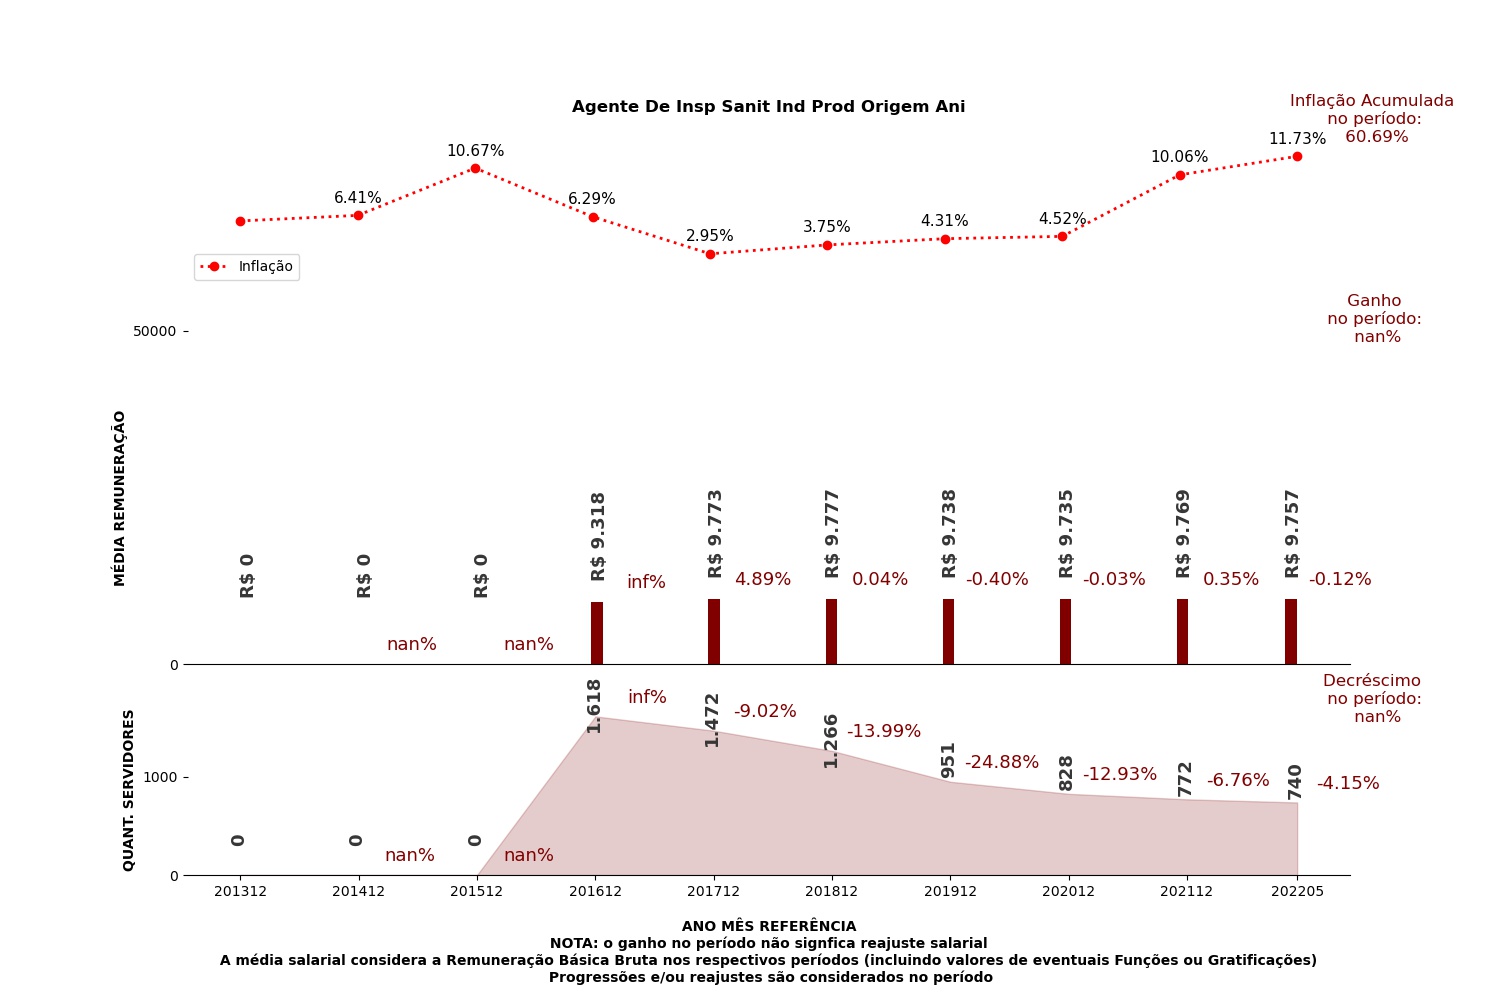 Agente De Insp Sanit Ind Prod Origem Ani
Inflação Acumulada
no período:
60.69%
6.41%
10.67%
6.29%
2.95%
3.75%
4.31%
4.52%
10.06%
11.73%
Inflação
Ganho
no período:
nan%
50000
0
MÉDIA REMUNERAÇÃO
R$ 0
R$ 0
R$ 0
R$ 9.318
R$ 9.773
R$ 9.777
R$ 9.738
R$ 9.735
R$ 9.769
R$ 9.757
nan%
nan%
inf%
4.89%
0.04%
-0.40%
-0.03%
0.35%
-0.12%
Decréscimo
no período:
nan%
QUANT. SERVIDORES
1000
0
0
0
0
1.618
1.472
1.266
951
828
772
740
nan%
nan%
inf%
-9.02%
-13.99%
-24.88%
-12.93%
-6.76%
-4.15%
201312
201412
201512
201612
201712
201812
201912
202012
202112
202205
ANO MÊS REFERÊNCIA
NOTA: o ganho no período não signfica reajuste salarial
A média salarial considera a Remuneração Básica Bruta nos respectivos períodos (incluindo valores de eventuais Funções ou Gratificações)
Progressões e/ou reajustes são considerados no período